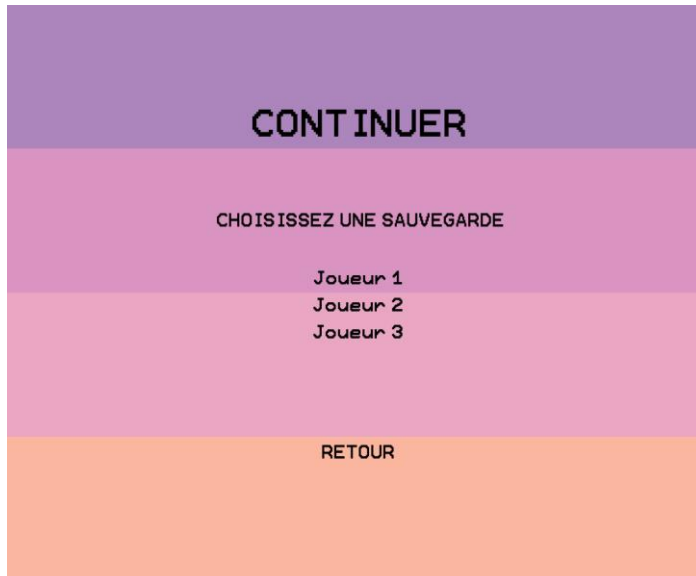 CONTINUER
CHOISISSEZ UNE SAUVEGARDE
Joueur 1
Joueur 2
Joueur 3
RETOUR